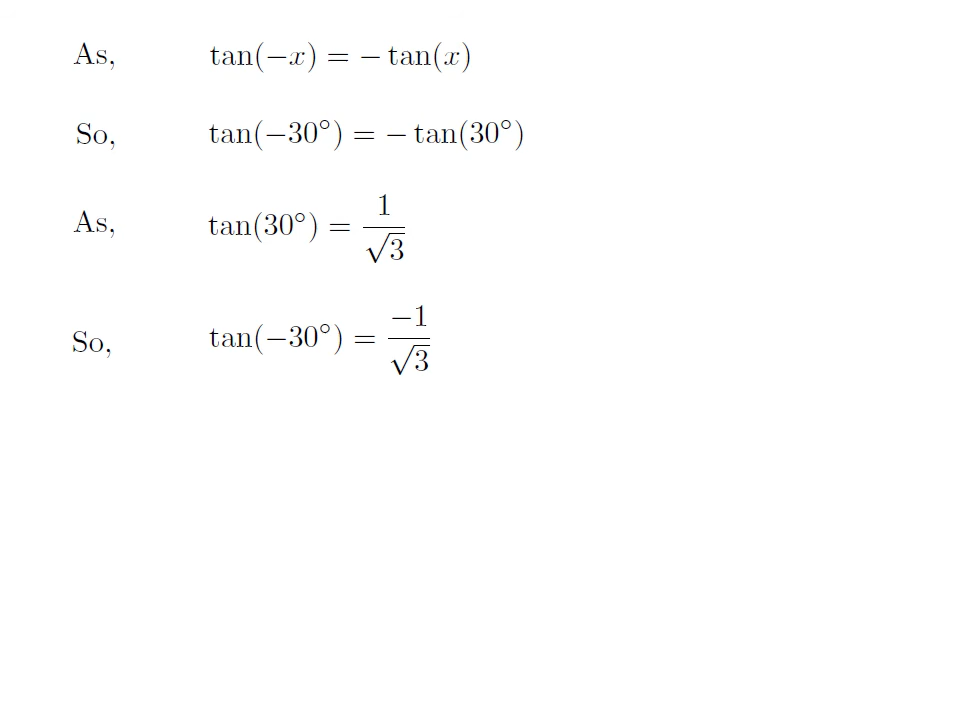 As, tan(−x) = − tan(x)
So, tan(−30°) = − tan(30°)
As, tan(30°) = 1/√3
So, tan(−30°) = −1/√3